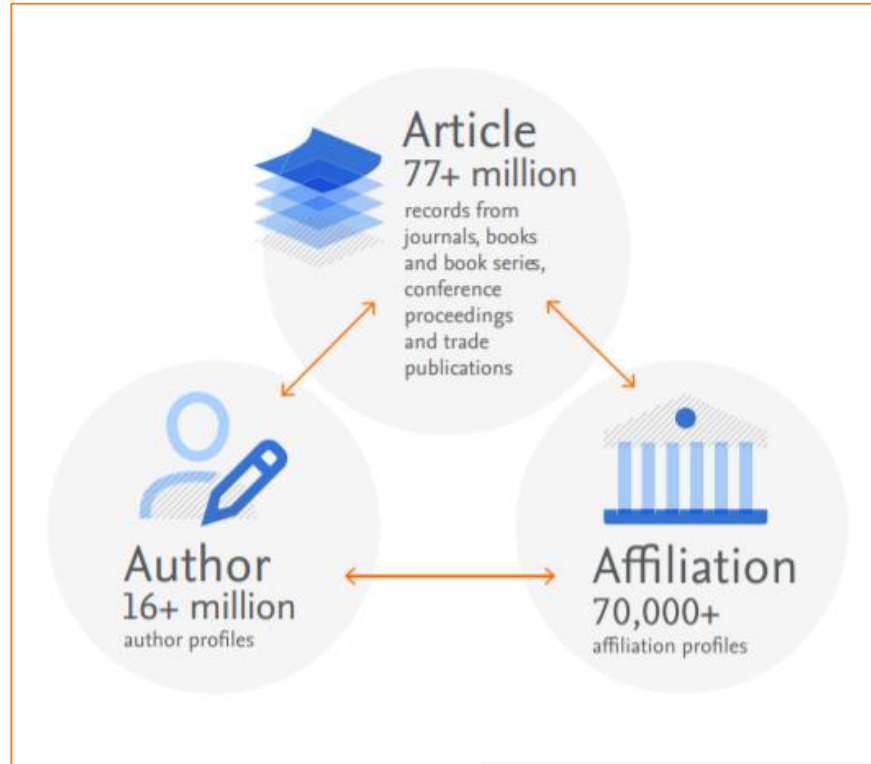 Article
77+ million
records from
journals, books
and book series,
conference
proceedings
and trade
publications
Author
16+ million
author profiles
Affiliation
70,000+
affiliation profiles